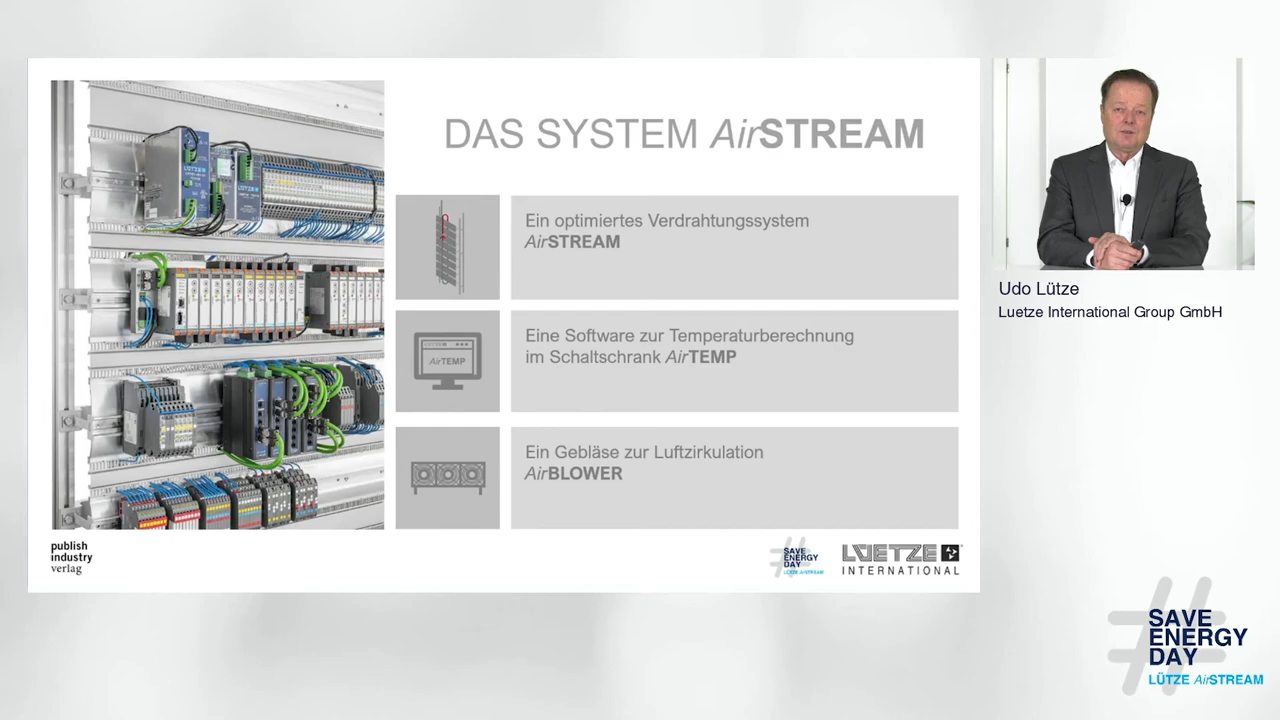 DAS SYSTEM AirSTREAM
Ein optimiertes Verdrahtungssystem
AirSTREAM
AirTEMP
Eine Software zur Temperaturberechnung
im Schaltschrank AirTEMP
Ein Gebläse zur Luftzirkulation
AirBLOWER
publish
industry
verlag
SAVE
ENERGY
DAY
LÜTZE AirSTREAM
LUETZE
INTERNATIONAL
Udo Lütze
Luetze International Group GmbH
#
SAVE
ENERGY
DAY
LÜTZE AirSTREAM